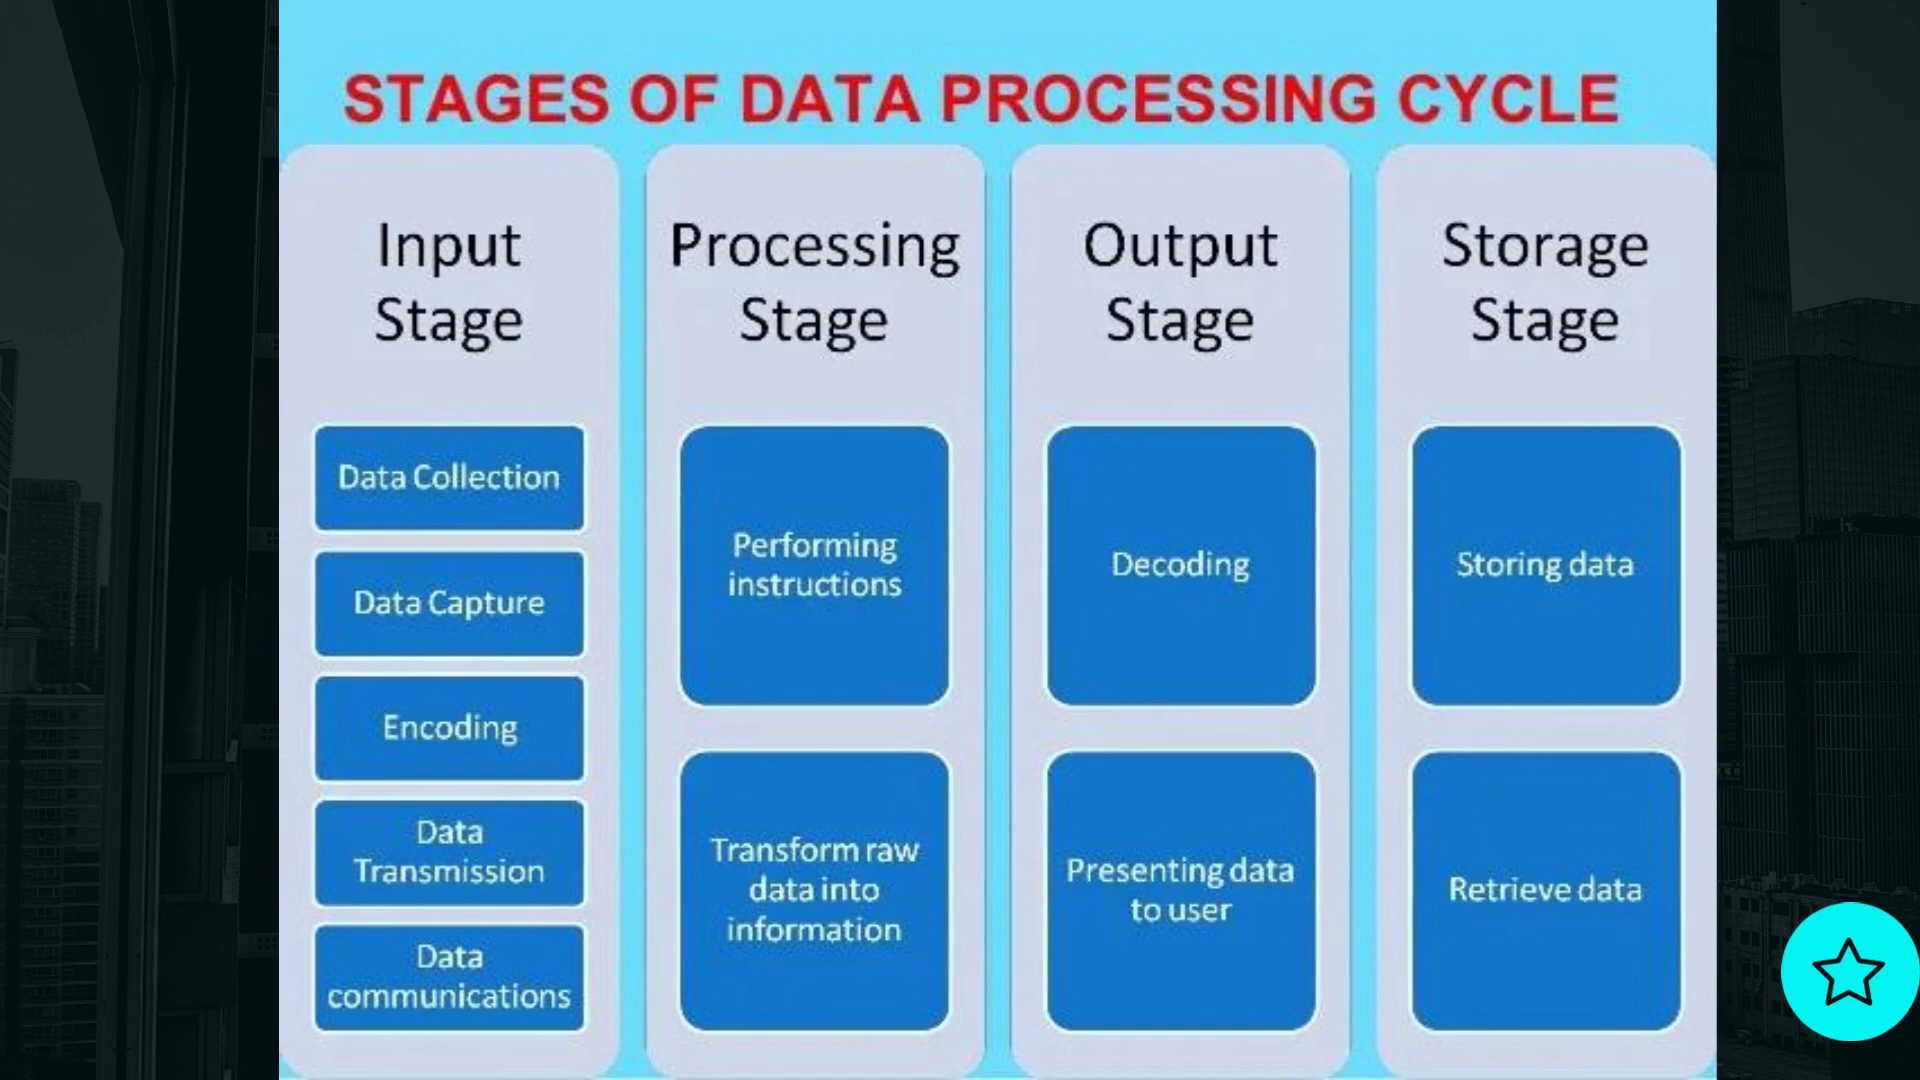 STAGES OF DATA PROCESSING CYCLE
Input
Stage
Data Collection
Data Capture
Encoding
Data
Transmission
Data
communications
Processing
Stage
Performing
instructions
Transform raw
data into
information
Output
Stage
Decoding
Presenting data
to user
Storage
Stage
Storing data
Retrieve data